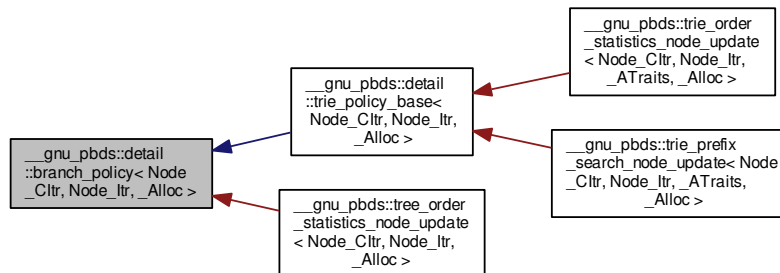 __gnu_pbds::trie_order
_statistics_node_update
< Node_CItr, Node_Itr,
_ATraits, _Alloc >
__gnu_pbds::detail
::trie_policy_base<
Node_CItr, Node_Itr,
_Alloc >
__gnu_pbds::trie_prefix
_search_node_update< Node
_CItr, Node_Itr, _ATraits,
_Alloc >
__gnu_pbds::detail
::branch_policy< Node
_CItr, Node_Itr, _Alloc >
__gnu_pbds::tree_order
_statistics_node_update
< Node_CItr, Node_Itr,
_Alloc >